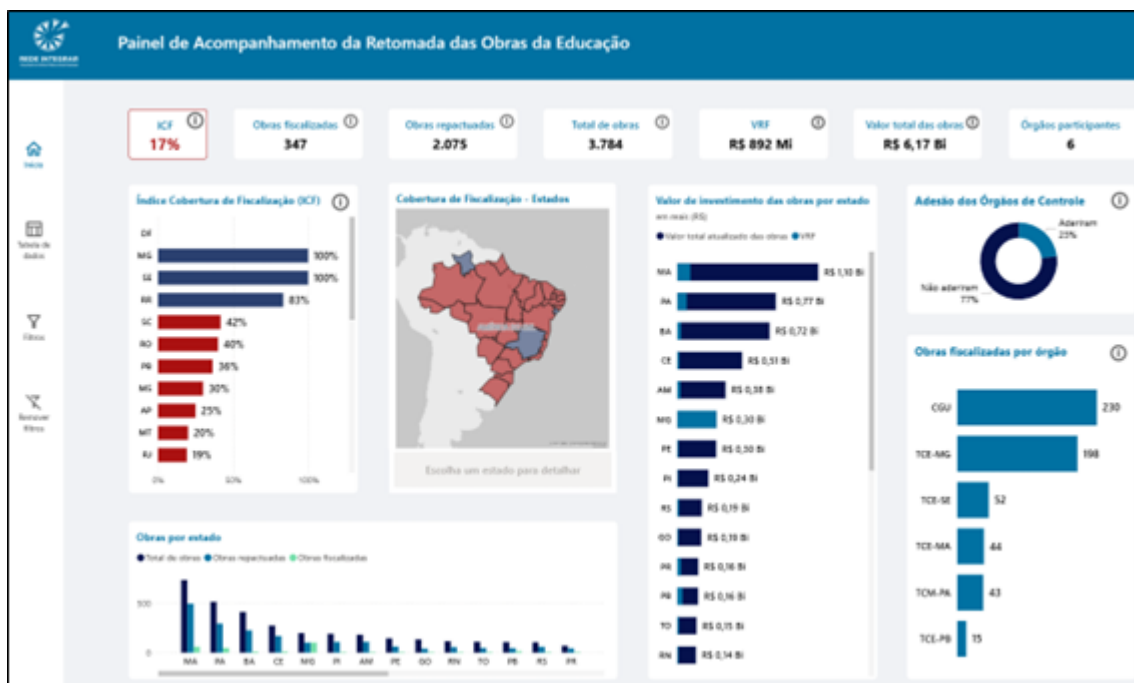 REDE INTEGRAR
Painel de Acompanhamento da Retomada das Obras da Educação
Início
Tabela de
dados
Filtros
Remover
filtros
ICF
17%
Obras fiscalizadas
347
Obras repactuadas
2.075
Total de obras
3.784
VRF
R$ 892 Mi
Valor total das obras
R$ 6,17 Bi
Órgãos participantes
6
Índice Cobertura de Fiscalização (ICF)
DF
MG 100%
SE 100%
RR 83%
SC 42%
RO 40%
PB 36%
MS 30%
AP 25%
MT 20%
RJ 19%
0% 50% 100%
Cobertura de Fiscalização - Estados
Escolha um estado para detalhar
Valor de investimento das obras por estado
em reais (R$)
Valor total atualizado das obras VRF
MA R$ 1,10 Bi
PA R$ 0,77 Bi
BA R$ 0,72 Bi
CE R$ 0,51 Bi
AM R$ 0,38 Bi
MG R$ 0,30 Bi
PE R$ 0,30 Bi
PI R$ 0,24 Bi
RS R$ 0,19 Bi
GO R$ 0,19 Bi
PR R$ 0,16 Bi
PB R$ 0,16 Bi
TO R$ 0,15 Bi
RN R$ 0,14 Bi
Adesão dos Órgãos de Controle
Aderiram
23%
Não aderiram
77%
Obras fiscalizadas por órgão
CGU 230
TCE-MG 198
TCE-SE 52
TCE-MA 44
TCM-PA 43
TCE-PB 15
Obras por estado
Total de obras Obras repactuadas Obras fiscalizadas
500
0
MA PA BA CE MG PI AM PE GO RN TO PB RS PR